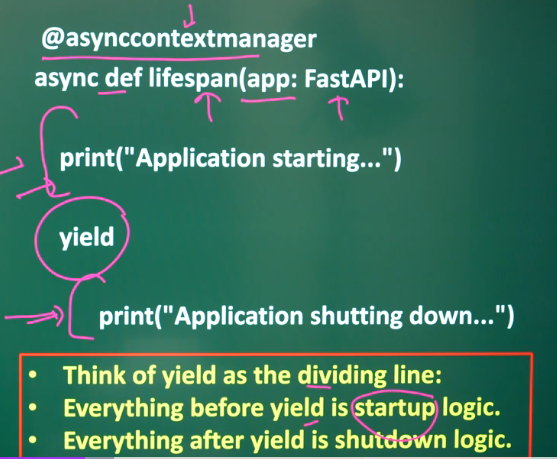 @asynccontextmanager
async def lifespan(app: FastAPI):
print("Application starting...")
yield
print("Application shutting down...")
• Think of yield as the dividing line:
• Everything before yield is startup logic.
• Everything after yield is shutdown logic.